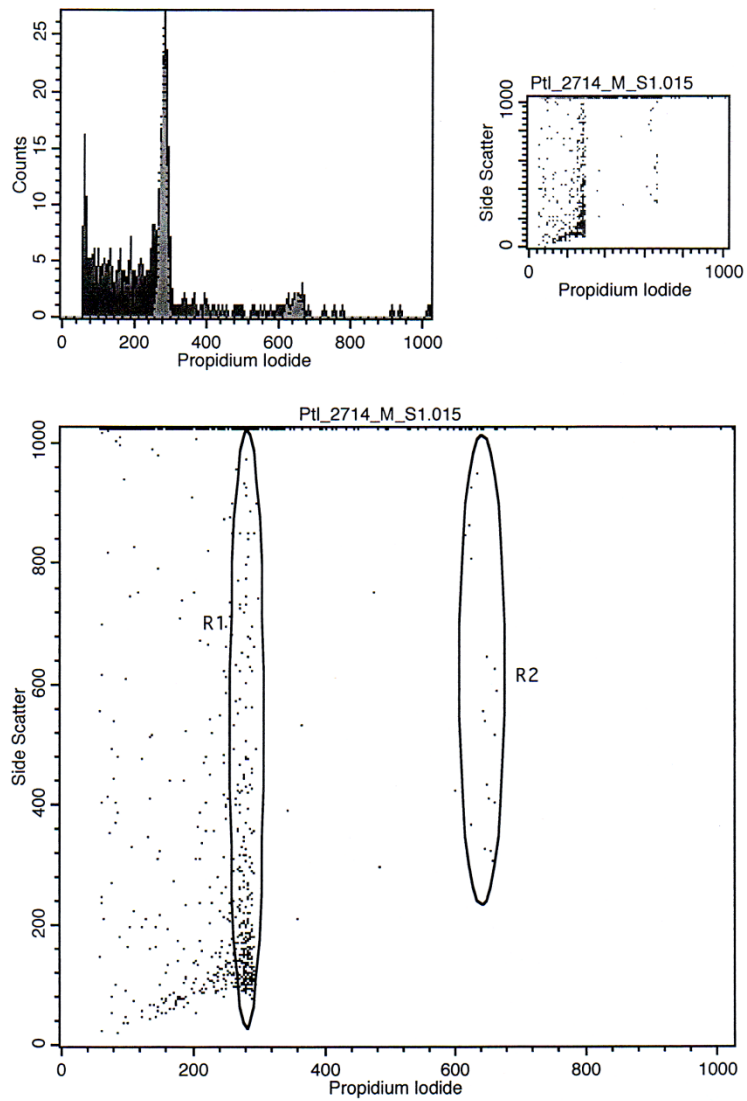 25
20
15
10
5
0
Counts
0 200 400 600 800 1000
Propidium Iodide
PtI_2714_M_S1.015
1000
0
Side Scatter
0 1000
Propidium Iodide
PtI_2714_M_S1.015
1000
800
600
400
200
0
Side Scatter
R1
R2
0 200 400 600 800 1000
Propidium Iodide